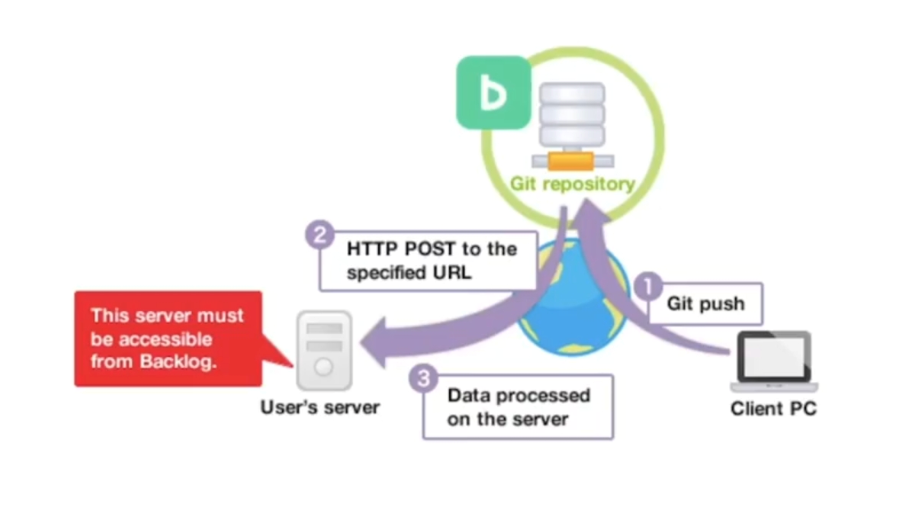 b
Git repository
2
HTTP POST to the
specified URL
1
Git push
This server must
be accessible
from Backlog.
User's server
3
Data processed
on the server
Client PC